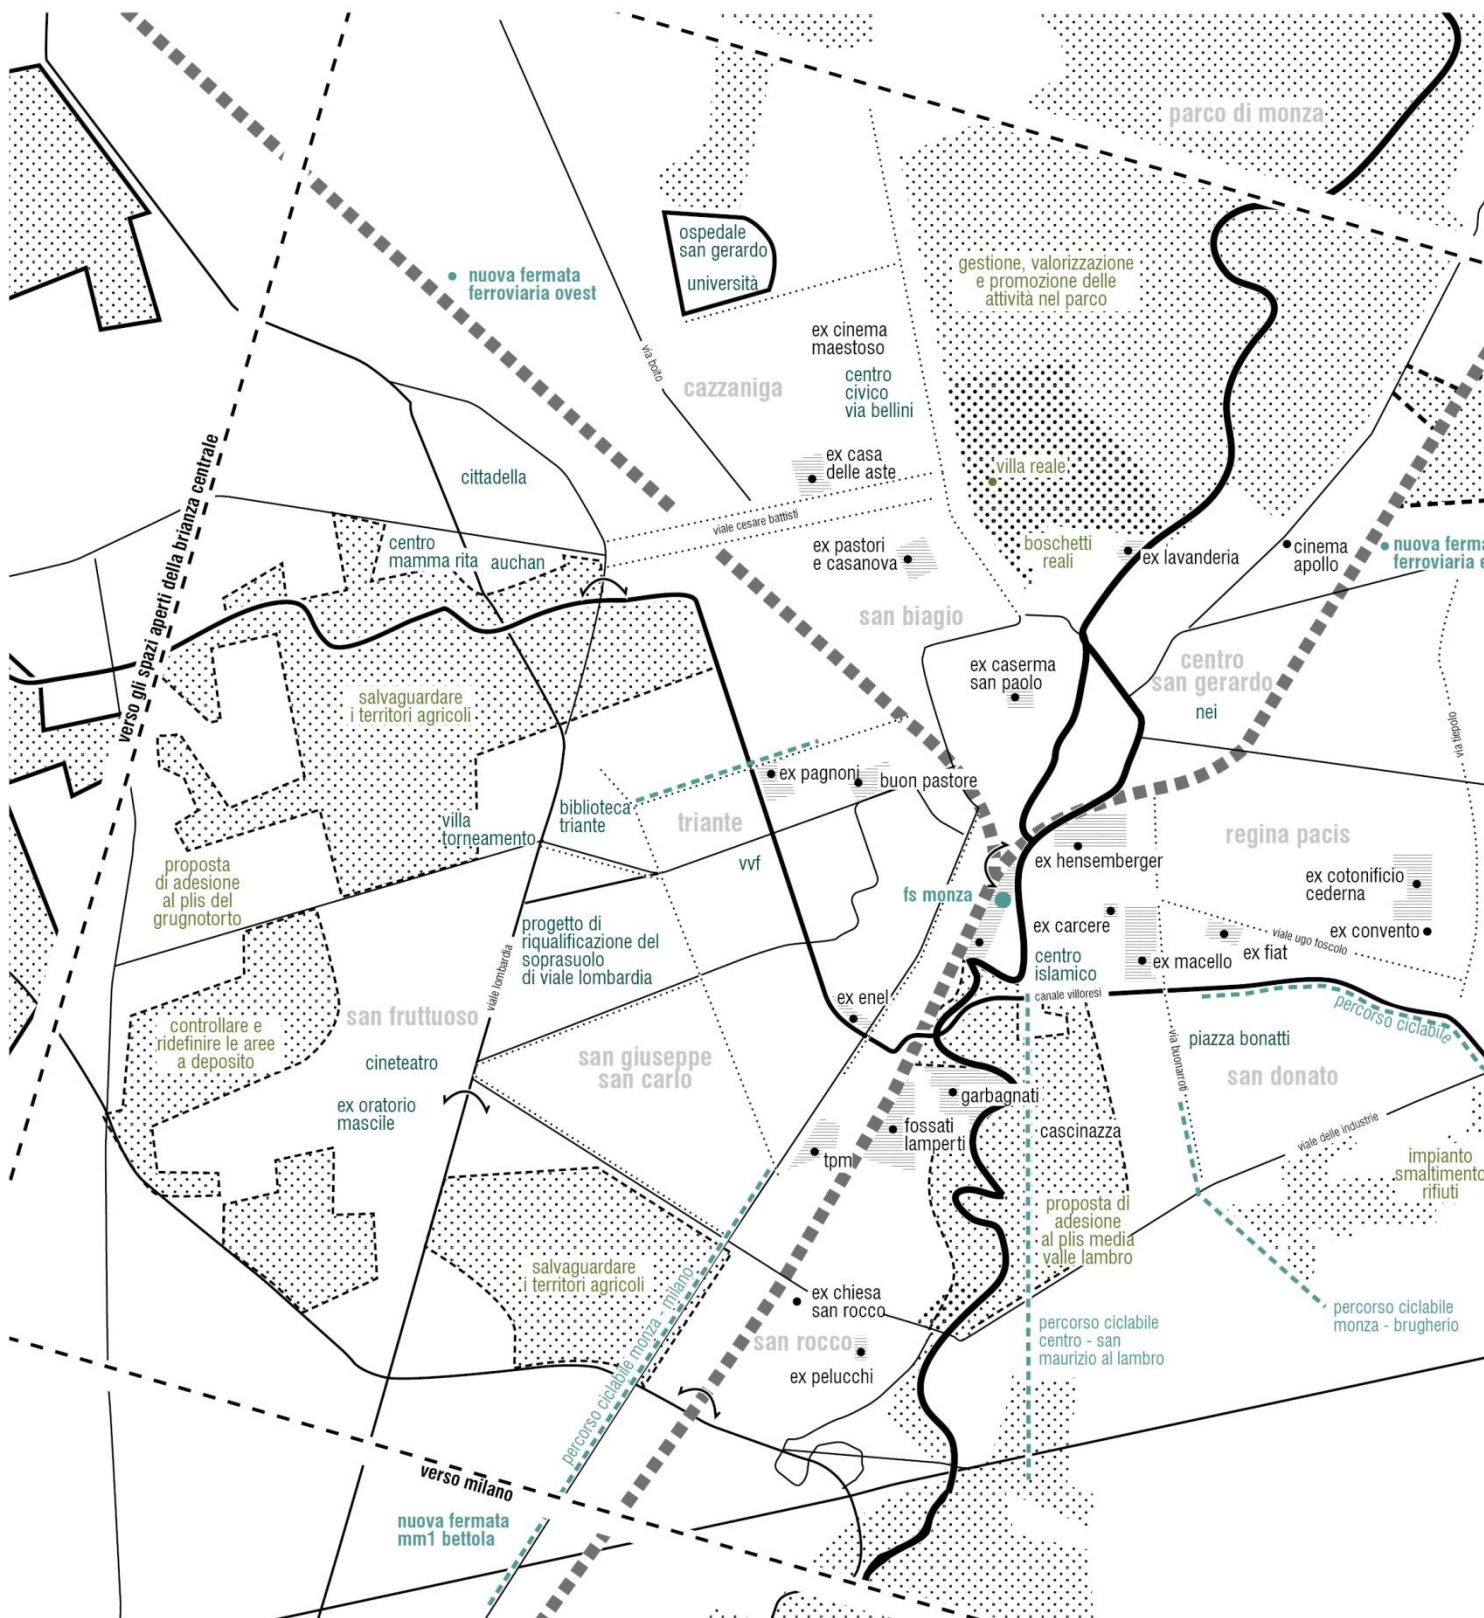 parco di monza
ospedale
san gerardo
università
nuova fermata
ferroviaria ovest
gestione, valorizzazione
e promozione delle
attività nel parco
ex cinema
maestoso
via boito
cazzaniga
centro
civico
via bellini
verso gli spazi aperti della brianza centrale
cittadella
ex casa
delle aste
villa reale
viale cesare battisti
centro
mamma rita
auchan
ex pastori
e casanova
boschetti
reali
ex lavanderia
cinema
apollo
nuova ferma
ferroviaria e
san biagio
centro
san gerardo
nei
ex caserma
san paolo
via tiepolo
salvaguardare
i territori agricoli
ex pagnoni
buon pastore
biblioteca
triante
triante
villa
torneamento
vvf
regina pacis
ex hensemberger
proposta
di adesione
al plis del
grugnotorto
fs monza
ex cotonificio
cederna
progetto di
riqualificazione del
soprasuolo
di viale lombardia
viale lombardia
ex carcere
viale ugo foscolo
ex convento
ex fiat
ex macello
centro
islamico
canale villoresi
ex enel
percorso ciclabile
controllare e
ridefinire le aree
a deposito
san fruttuoso
cineteatro
san giuseppe
san carlo
via buonarroti
piazza bonatti
san donato
garbagnati
ex oratorio
mascile
fossati
lamperti
cascinazza
viale delle industrie
tpm
impianto
smaltimento
rifiuti
proposta di
adesione
al plis media
valle lambro
salvaguardare
i territori agricoli
percorso ciclabile monza - milano
ex chiesa
san rocco
san rocco
ex pelucchi
percorso ciclabile
centro - san
maurizio al lambro
percorso ciclabile
monza - brugherio
verso milano
nuova fermata
mm1 bettola